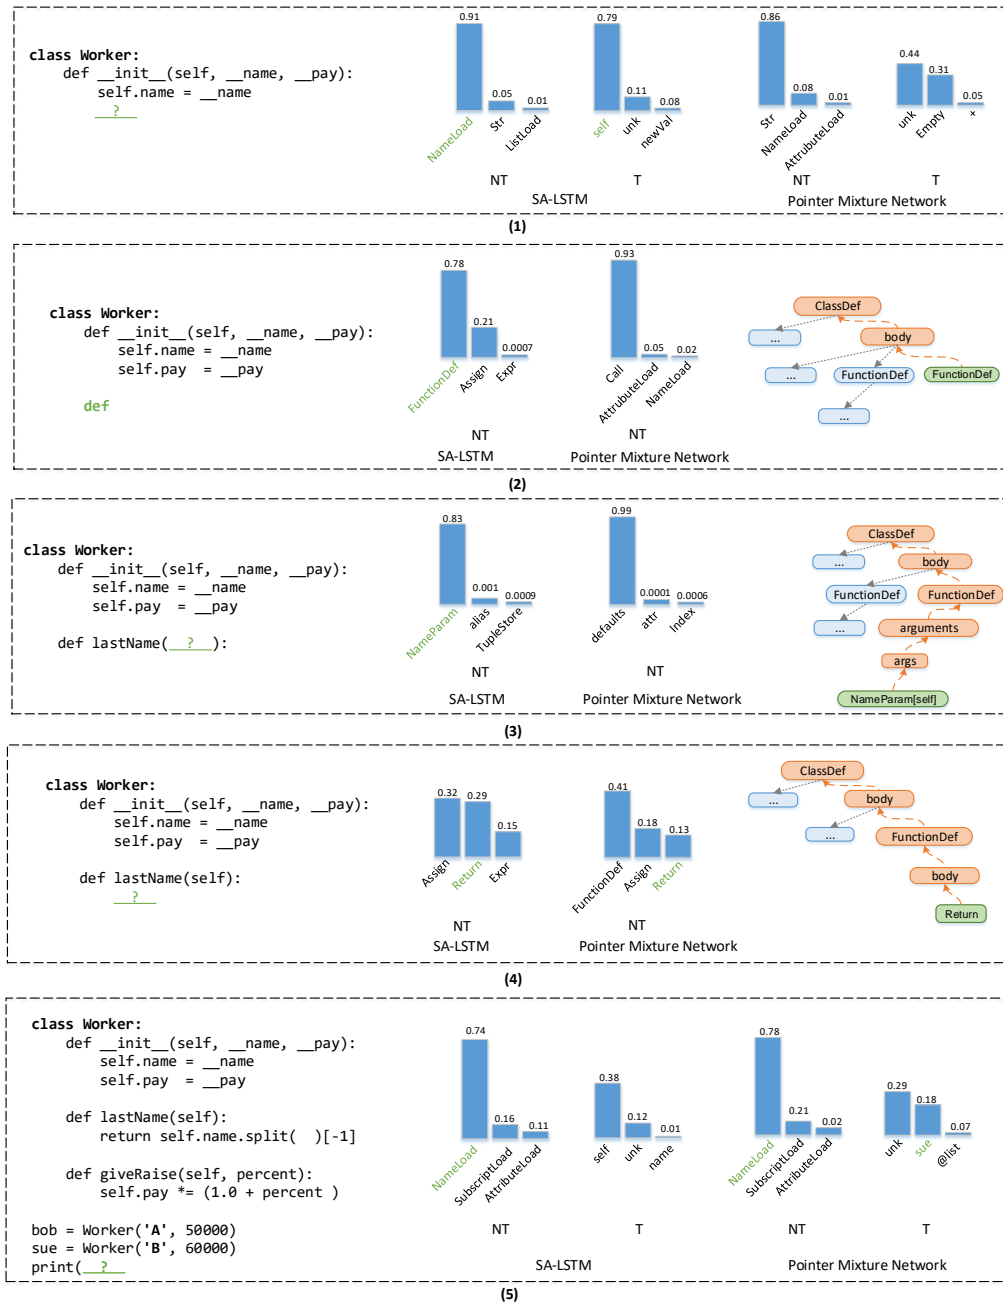 class Worker:
def __init__(self, __name, __pay):
self.name = __name
?
0.91
0.05
0.01
NameLoad
Str
ListLoad
NT
0.79
0.11
0.08
self
unk
newVal
T
SA-LSTM
0.86
0.08
0.01
Str
NameLoad
AttrubuteLoad
NT
0.44
0.31
0.05
unk
Empty
×
T
Pointer Mixture Network
(1)
class Worker:
def __init__(self, __name, __pay):
self.name = __name
self.pay = __pay
def
0.78
0.21
0.0007
FunctionDef
Assign
Expr
NT
SA-LSTM
0.93
0.05
0.02
Call
AttrubuteLoad
NameLoad
NT
Pointer Mixture Network
ClassDef
...
body
...
FunctionDef
FunctionDef
...
(2)
class Worker:
def __init__(self, __name, __pay):
self.name = __name
self.pay = __pay
def lastName( ? ):
0.83
0.001
0.0009
NameParam
alias
TupleStore
NT
SA-LSTM
0.99
0.0001
0.0006
defaults
attr
Index
NT
Pointer Mixture Network
ClassDef
...
body
FunctionDef
FunctionDef
...
arguments
args
NameParam[self]
(3)
class Worker:
def __init__(self, __name, __pay):
self.name = __name
self.pay = __pay
def lastName(self):
?
0.32
0.29
0.15
Assign
Return
Expr
NT
SA-LSTM
0.41
0.18
0.13
FunctionDef
Assign
Return
NT
Pointer Mixture Network
ClassDef
...
body
...
FunctionDef
body
Return
(4)
class Worker:
def __init__(self, __name, __pay):
self.name = __name
self.pay = __pay
def lastName(self):
return self.name.split( )[-1]
def giveRaise(self, percent):
self.pay *= (1.0 + percent )
bob = Worker('A', 50000)
sue = Worker('B', 60000)
print( ?
0.74
0.16
0.11
NameLoad
SubscriptLoad
AttributeLoad
NT
0.38
0.12
0.01
self
unk
name
T
SA-LSTM
0.78
0.21
0.02
NameLoad
SubscriptLoad
AttributeLoad
NT
0.29
0.18
0.07
unk
sue
@list
T
Pointer Mixture Network
(5)